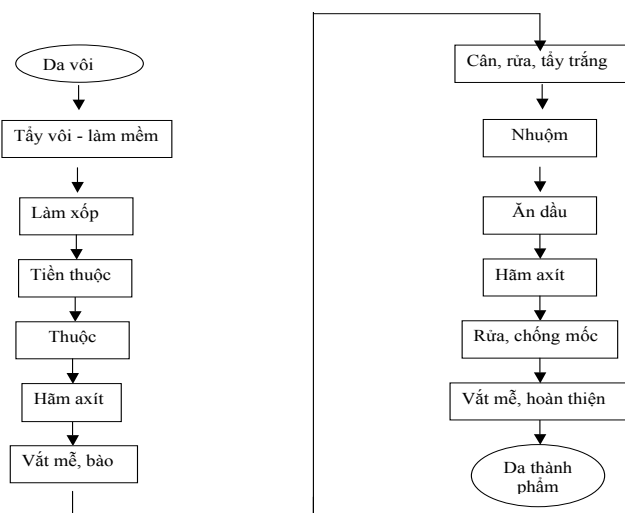 Da vôi
Tẩy vôi - làm mềm
Làm xốp
Tiền thuộc
Thuộc
Hãm axít
Vắt mễ, bào
Cân, rửa, tẩy trắng
Nhuộm
Ăn dầu
Hãm axít
Rửa, chống mốc
Vắt mễ, hoàn thiện
Da thành
phẩm